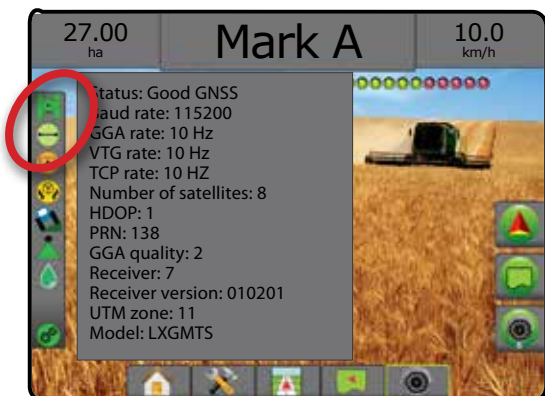 27.00
ha
Mark A
10.0
km/h
Status: Good GNSS
Baud rate: 115200
GGA rate: 10 Hz
VTG rate: 10 Hz
TCP rate: 10 HZ
Number of satellites: 8
HDOP: 1
PRN: 138
GGA quality: 2
Receiver: 7
Receiver version: 010201
UTM zone: 11
Model: LXGMTS